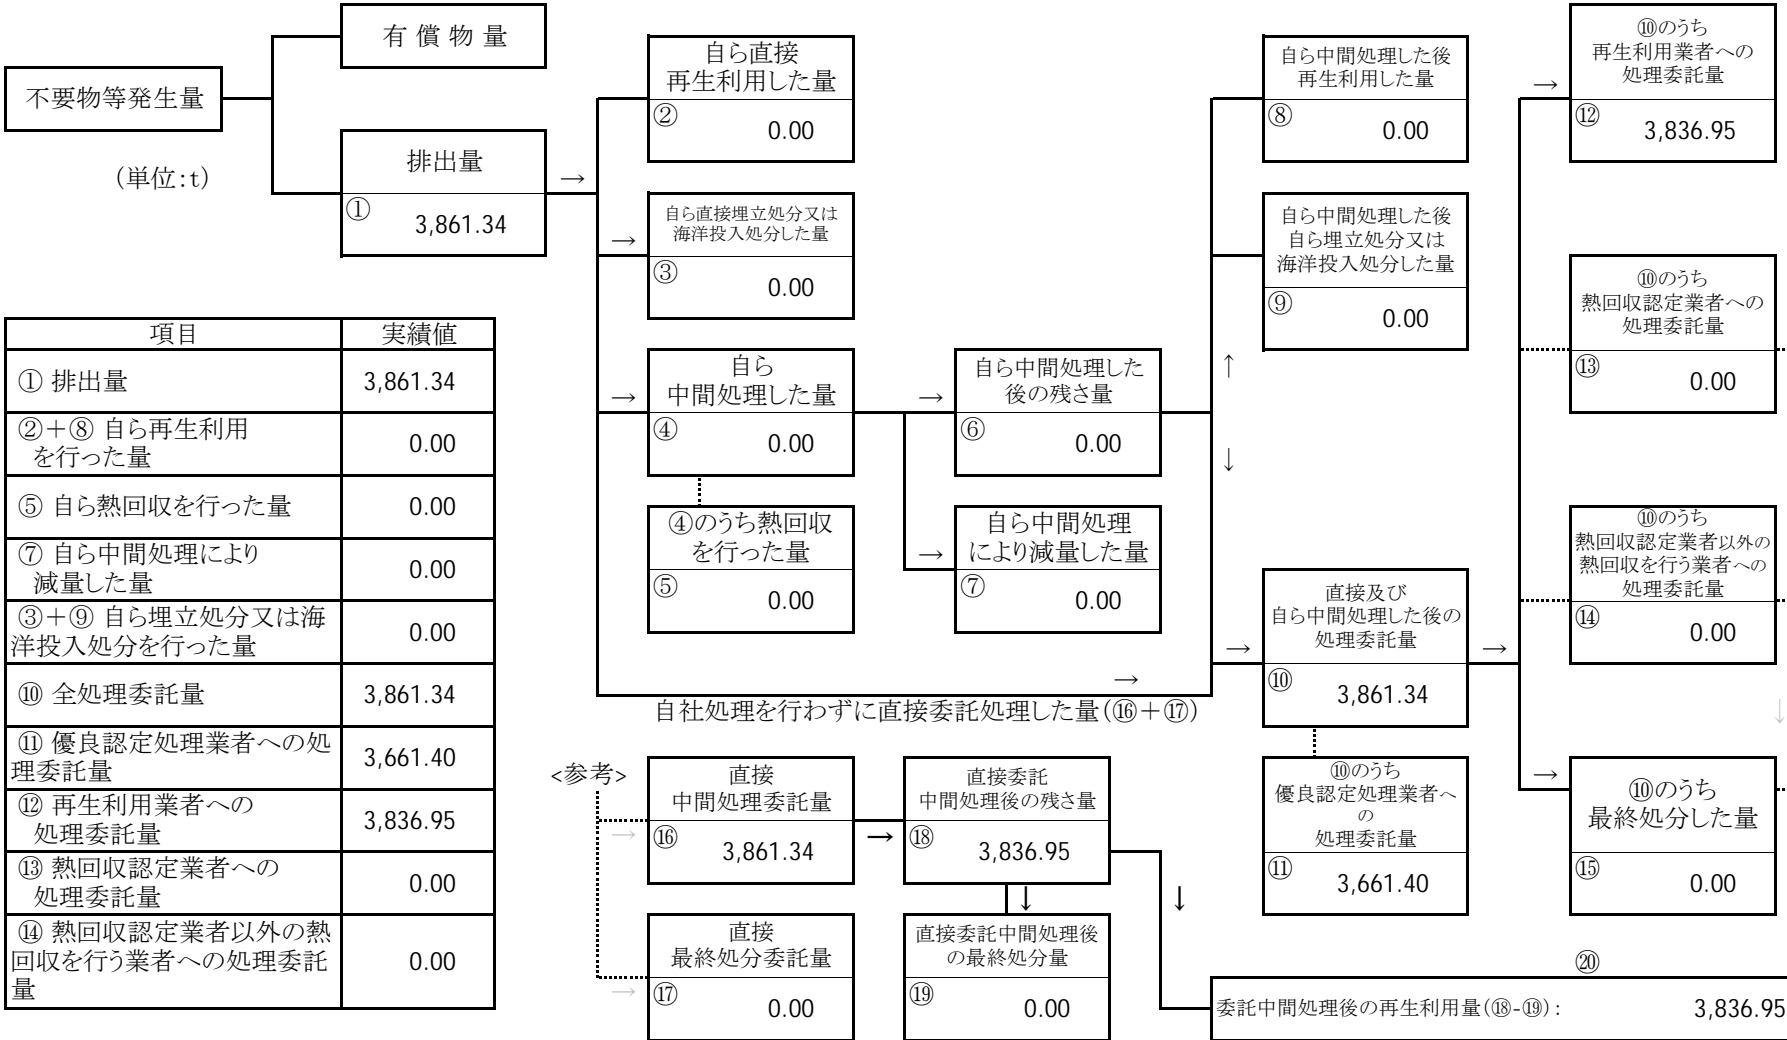 有 償 物 量
不要物等発生量
(単位:t)
排出量
→
① 3,861.34
自ら直接
再生利用した量
② 0.00
→
自ら直接埋立処分又は
海洋投入処分した量
③ 0.00
→
自ら
中間処理した量
④ 0.00
④のうち熱回収
を行った量
⑤ 0.00
→
自ら中間処理した
後の残さ量
⑥ 0.00
→
自ら中間処理
により減量した量
⑦ 0.00
自ら中間処理した後
再生利用した量
⑧ 0.00
自ら中間処理した後
自ら埋立処分又は
海洋投入処分した量
⑨ 0.00
↑
↓
→
直接及び
自ら中間処理した後の
処理委託量
⑩ 3,861.34
→
⑩のうち
優良認定処理業者へ
の
処理委託量
⑪ 3,661.40
→
⑩のうち
再生利用業者への
処理委託量
⑫ 3,836.95
⑩のうち
熱回収認定業者への
処理委託量
⑬ 0.00
⑩のうち
熱回収認定業者以外の
熱回収を行う業者への
処理委託量
⑭ 0.00
↓
→
⑩のうち
最終処分した量
⑮ 0.00
→
自社処理を行わずに直接委託処理した量(⑯+⑰)
<参考>
→
直接
中間処理委託量
⑯ 3,861.34
→
直接
最終処分委託量
⑰ 0.00
→
直接委託
中間処理後の残さ量
⑱ 3,836.95
↓
↓
直接委託中間処理後
の最終処分量
⑲ 0.00
⑳
委託中間処理後の再生利用量(⑱-⑲): 3,836.95
項目 実績値
① 排出量 3,861.34
②+⑧ 自ら再生利用
を行った量 0.00
⑤ 自ら熱回収を行った量 0.00
⑦ 自ら中間処理により
減量した量 0.00
③+⑨ 自ら埋立処分又は海
洋投入処分を行った量 0.00
⑩ 全処理委託量 3,861.34
⑪ 優良認定処理業者への処
理委託量 3,661.40
⑫ 再生利用業者への
処理委託量 3,836.95
⑬ 熱回収認定業者への
処理委託量 0.00
⑭ 熱回収認定業者以外の熱
回収を行う業者への処理委託
量 0.00